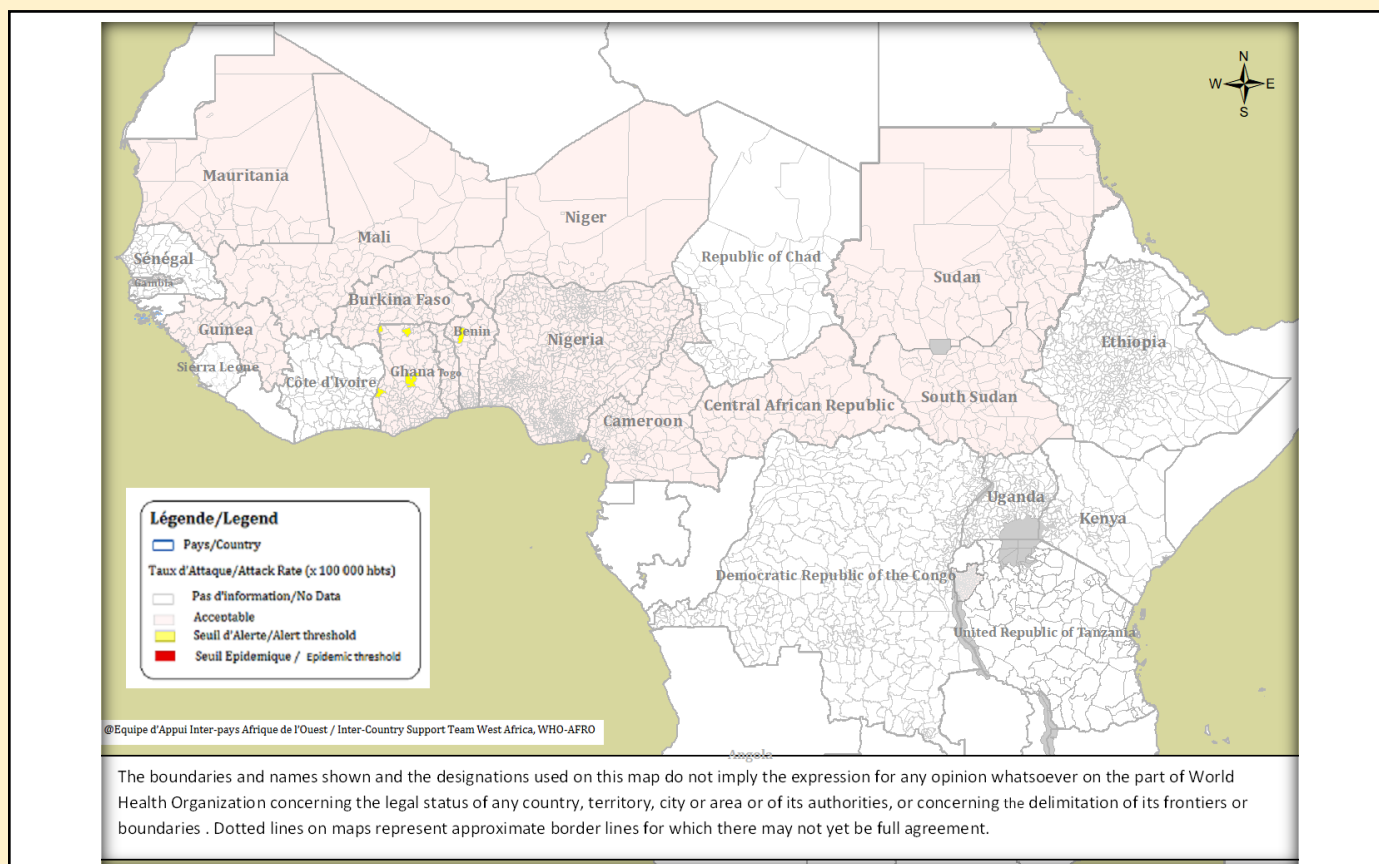 N
W E
S
Mauritania
Niger
Mali
Sénégal
Republic of Chad
Gambia
Sudan
Burkina Faso
Guinea
Benin
Nigeria
Ethiopia
Sierra Leone
Ghana
Togo
Côte d'Ivoire
South Sudan
Central African Republic
Cameroon
Uganda
Kenya
Democratic Republic of the Congo
United Republic of Tanzania
Angola
Légende/Legend
Pays/Country
Taux d'Attaque/Attack Rate (x 100 000 hbts)
Pas d'information/No Data
Acceptable
Seuil d'Alerte/Alert threshold
Seuil Epidemique / Epidemic threshold
@Equipe d'Appui Inter-pays Afrique de l'Ouest / Inter-Country Support Team West Africa, WHO-AFRO
The boundaries and names shown and the designations used on this map do not imply the expression for any opinion whatsoever on the part of World
Health Organization concerning the legal status of any country, territory, city or area or of its authorities, or concerning the delimitation of its frontiers or
boundaries . Dotted lines on maps represent approximate border lines for which there may not yet be full agreement.